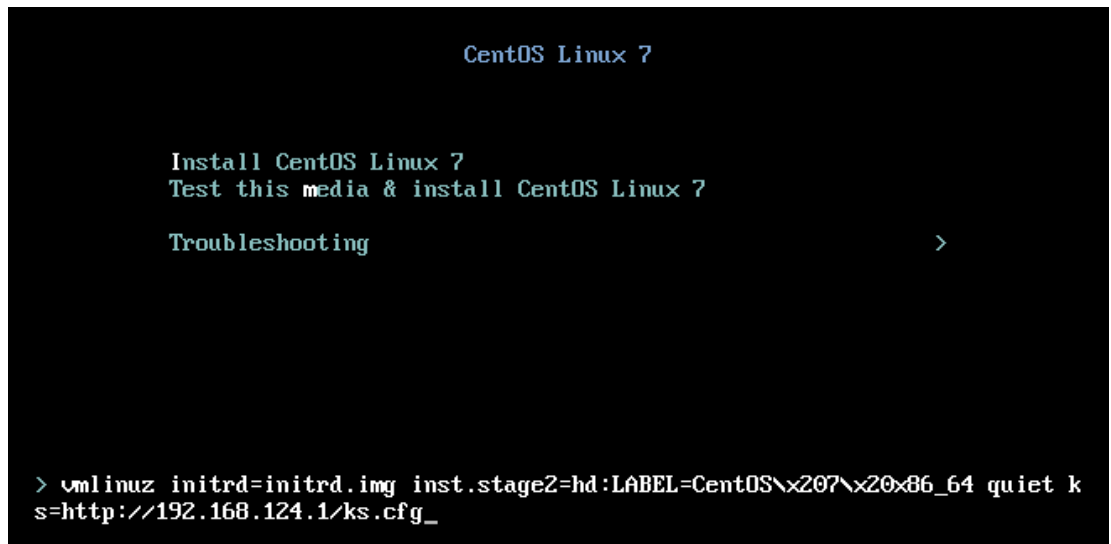 CentOS Linux 7
Install CentOS Linux 7
Test this media & install CentOS Linux 7
Troubleshooting >
> vmlinuz initrd=initrd.img inst.stage2=hd:LABEL=CentOS\x207\x20x86_64 quiet k
s=http://192.168.124.1/ks.cfg_